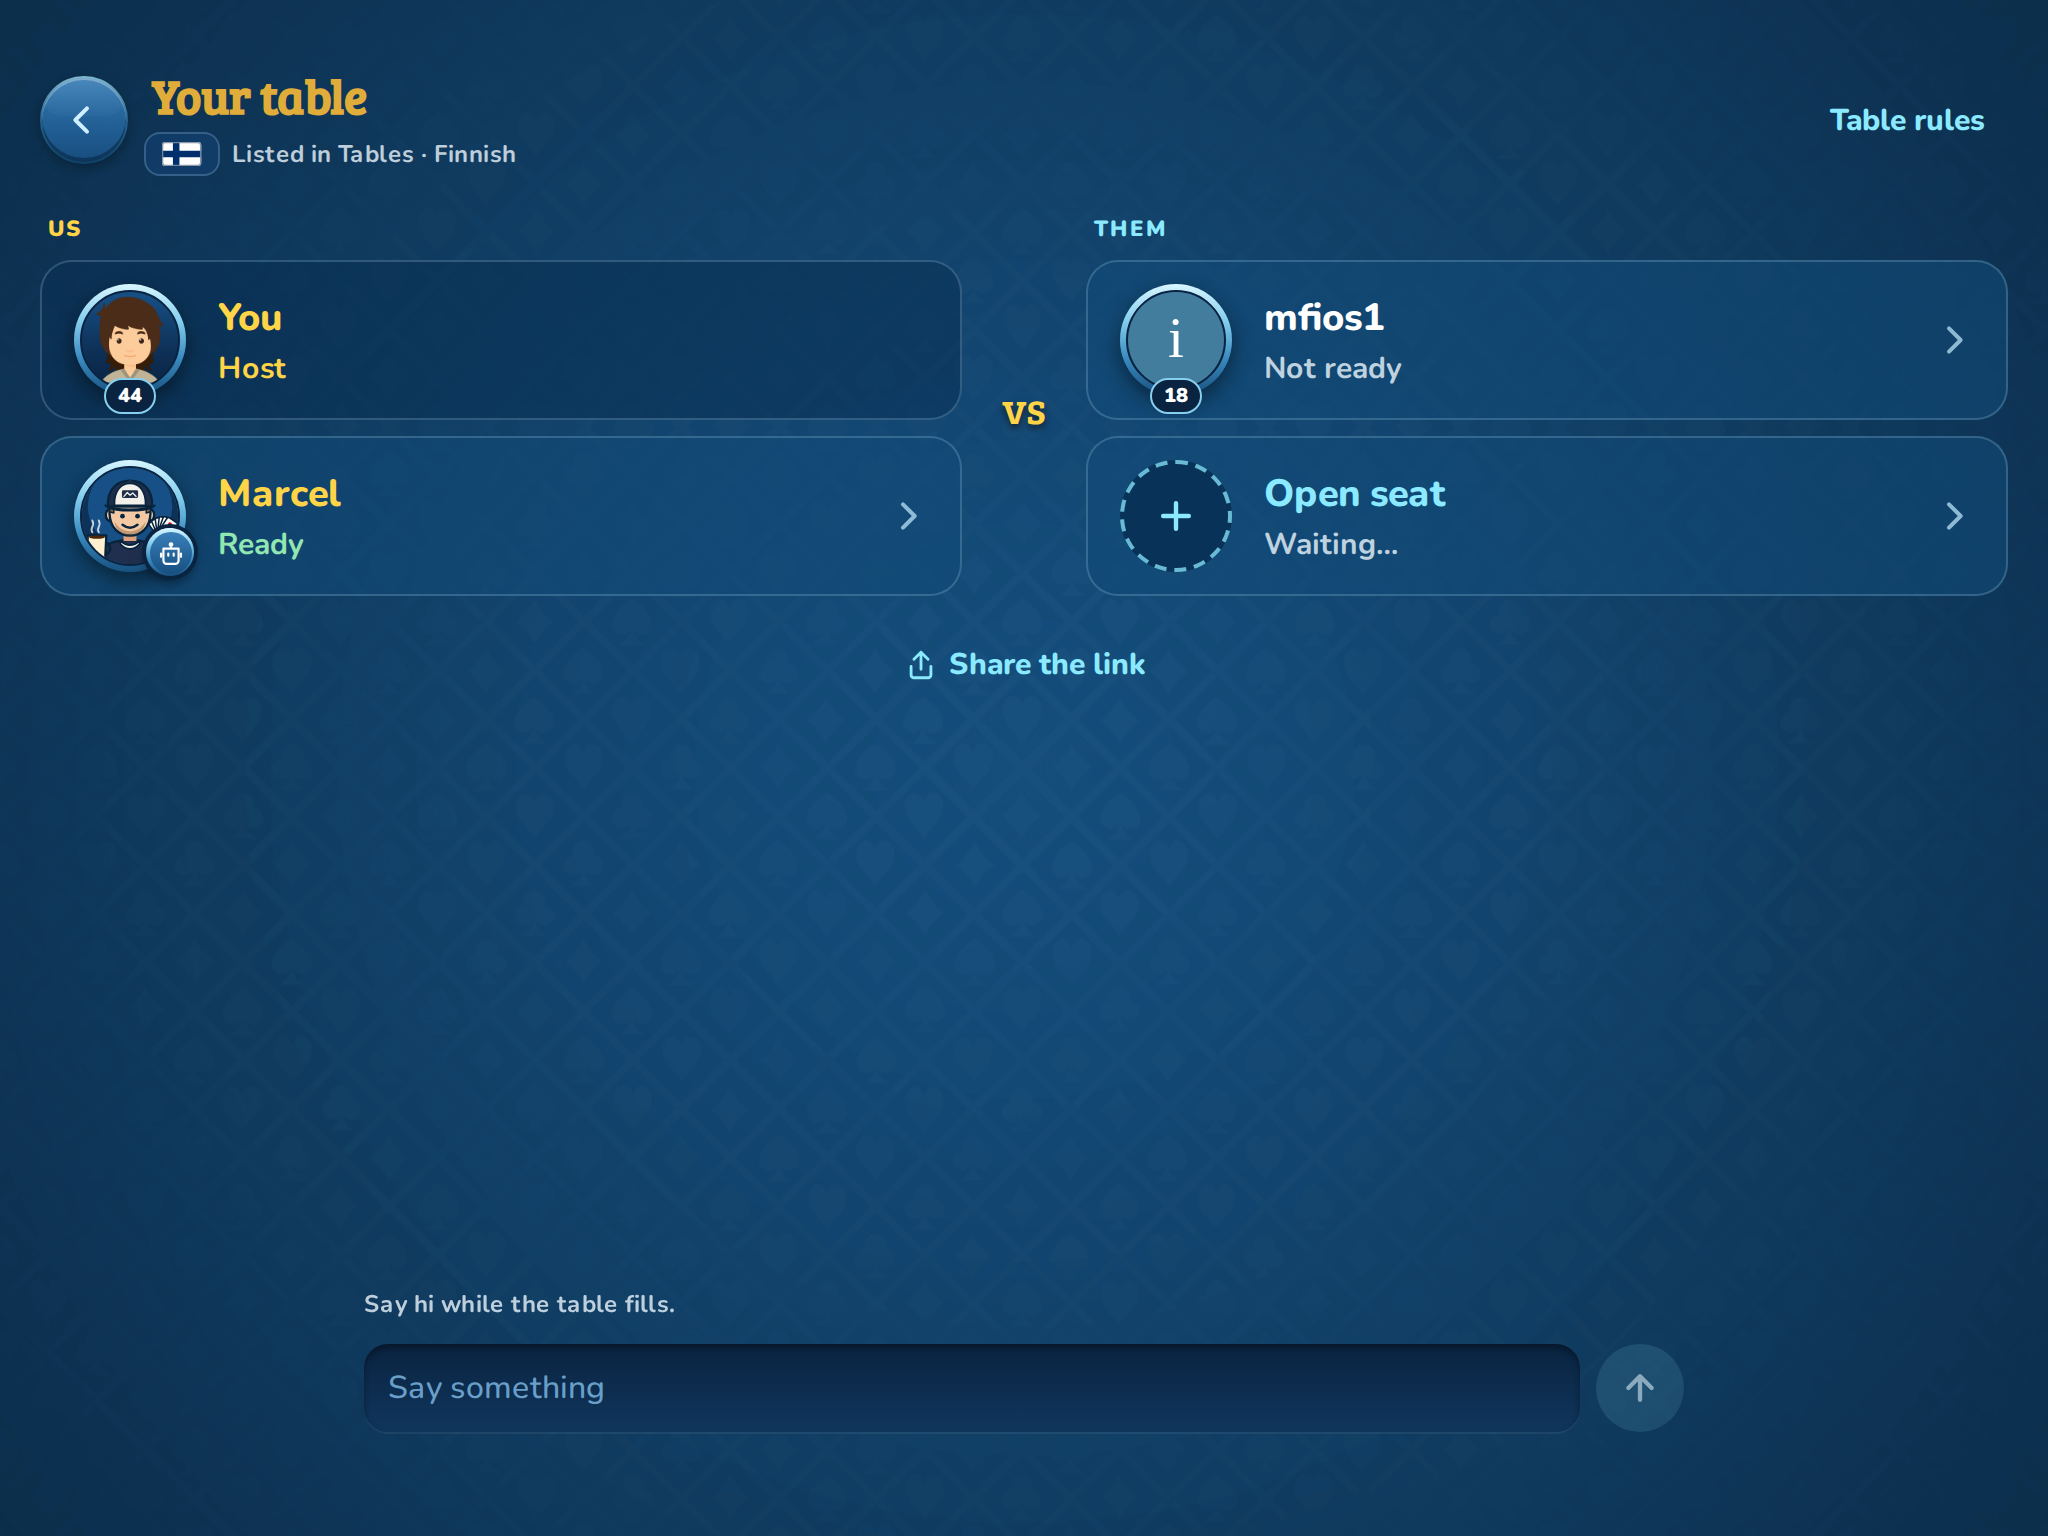 Your table
Listed in Tables · Finnish
Table rules
US
THEM
You
Host
44
mfios1
Not ready
i
18
VS
Marcel
Ready
Open seat
Waiting...
Share the link
Say hi while the table fills.
Say something